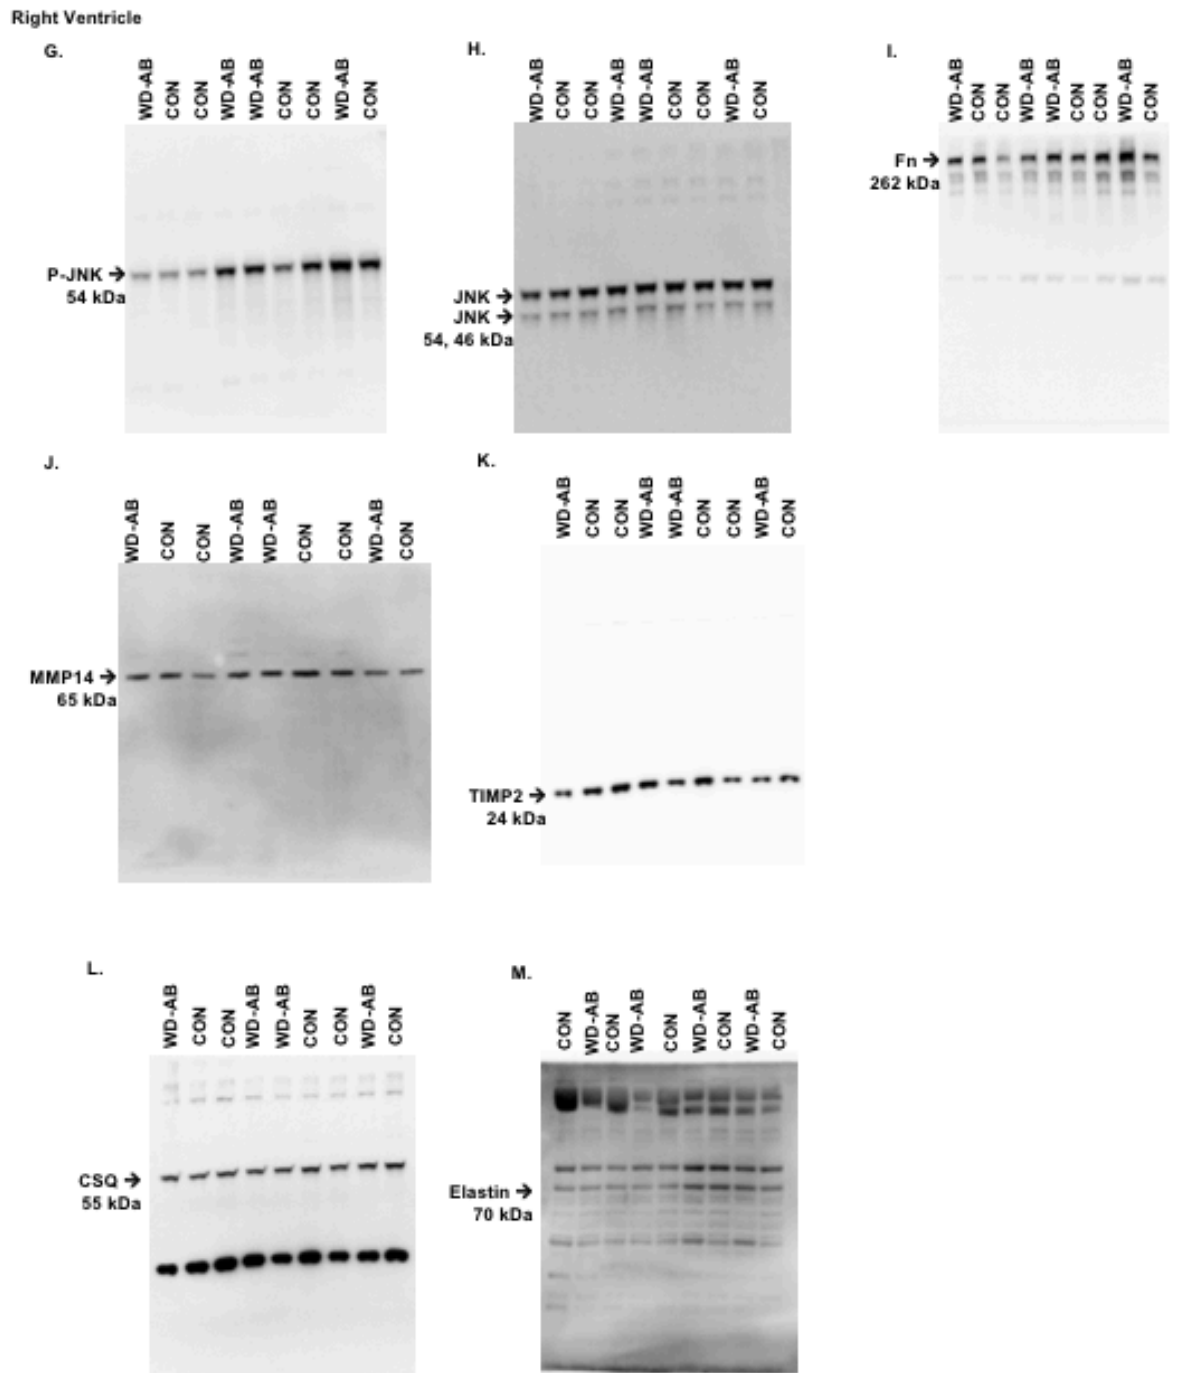 Right Ventricle
G.
WD-AB CON CON WD-AB WD-AB CON CON WD-AB CON
P-JNK →
54 kDa
H.
WD-AB CON CON WD-AB WD-AB CON CON WD-AB CON
JNK →
JNK →
54, 46 kDa
I.
WD-AB CON CON WD-AB WD-AB CON CON WD-AB CON
Fn →
262 kDa
J.
WD-AB CON CON WD-AB WD-AB CON CON WD-AB CON
MMP14 →
65 kDa
K.
WD-AB CON CON WD-AB WD-AB CON CON WD-AB CON
TIMP2 →
24 kDa
L.
WD-AB CON CON WD-AB WD-AB CON CON WD-AB CON
CSQ →
55 kDa
M.
CON WD-AB CON WD-AB CON WD-AB CON WD-AB CON
Elastin →
70 kDa